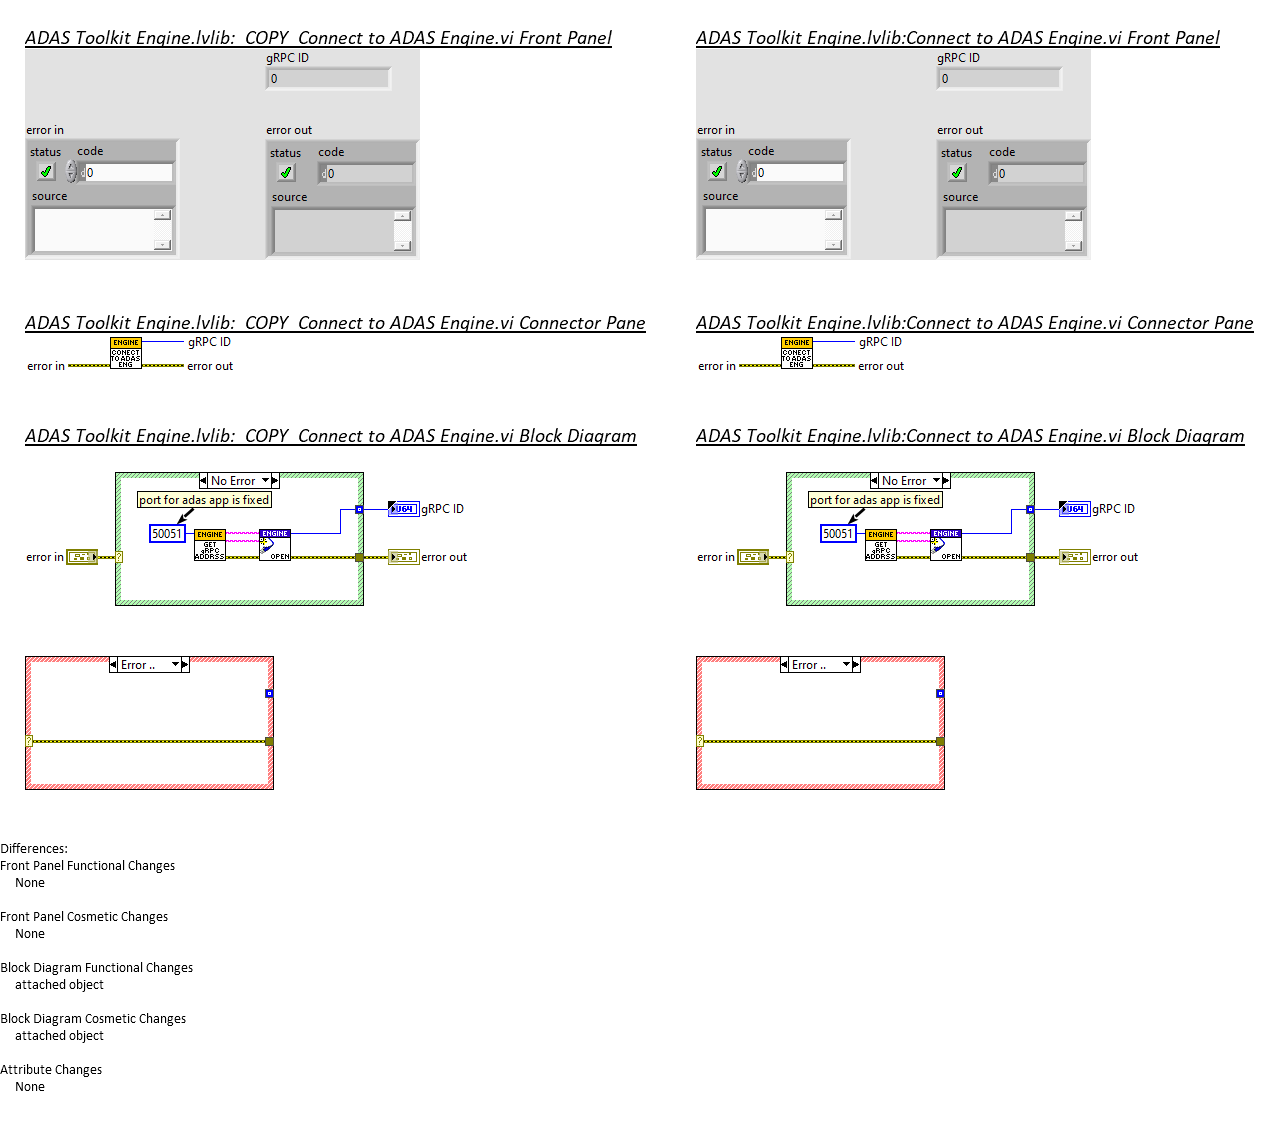 ADAS Toolkit Engine.lvlib:  COPY  Connect to ADAS Engine.vi Front Panel
gRPC ID
0
error in
error out
status
code
0
source
status
code
0
source
ADAS Toolkit Engine.lvlib:Connect to ADAS Engine.vi Front Panel
gRPC ID
0
error in
error out
status
code
0
source
status
code
0
source
ADAS Toolkit Engine.lvlib:  COPY  Connect to ADAS Engine.vi Connector Pane
ENGINE
CONECT
TO ADAS
ENG
gRPC ID
error in
error out
ADAS Toolkit Engine.lvlib:Connect to ADAS Engine.vi Connector Pane
ENGINE
CONECT
TO ADAS
ENG
gRPC ID
error in
error out
ADAS Toolkit Engine.lvlib:  COPY  Connect to ADAS Engine.vi Block Diagram
No Error
port for adas app is fixed
50051
ENGINE
GET
gRPC
ADDRSS
ENGINE
OPEN
U64
gRPC ID
error in
?
error out
Error ..
?
ADAS Toolkit Engine.lvlib:Connect to ADAS Engine.vi Block Diagram
No Error
port for adas app is fixed
50051
ENGINE
GET
gRPC
ADDRSS
ENGINE
OPEN
U64
gRPC ID
error in
?
error out
Error ..
?
Differences:
Front Panel Functional Changes
None
Front Panel Cosmetic Changes
None
Block Diagram Functional Changes
attached object
Block Diagram Cosmetic Changes
attached object
Attribute Changes
None